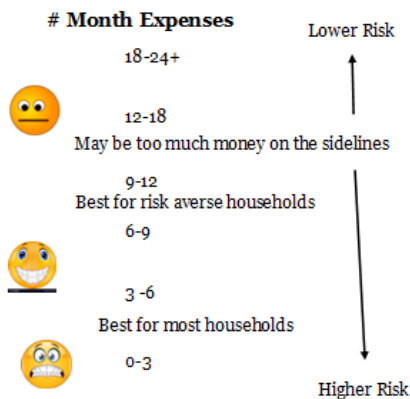 # Month Expenses
Lower Risk
18-24+
12-18
May be too much money on the sidelines
9-12
Best for risk averse households
6-9
3 -6
Best for most households
0-3
Higher Risk